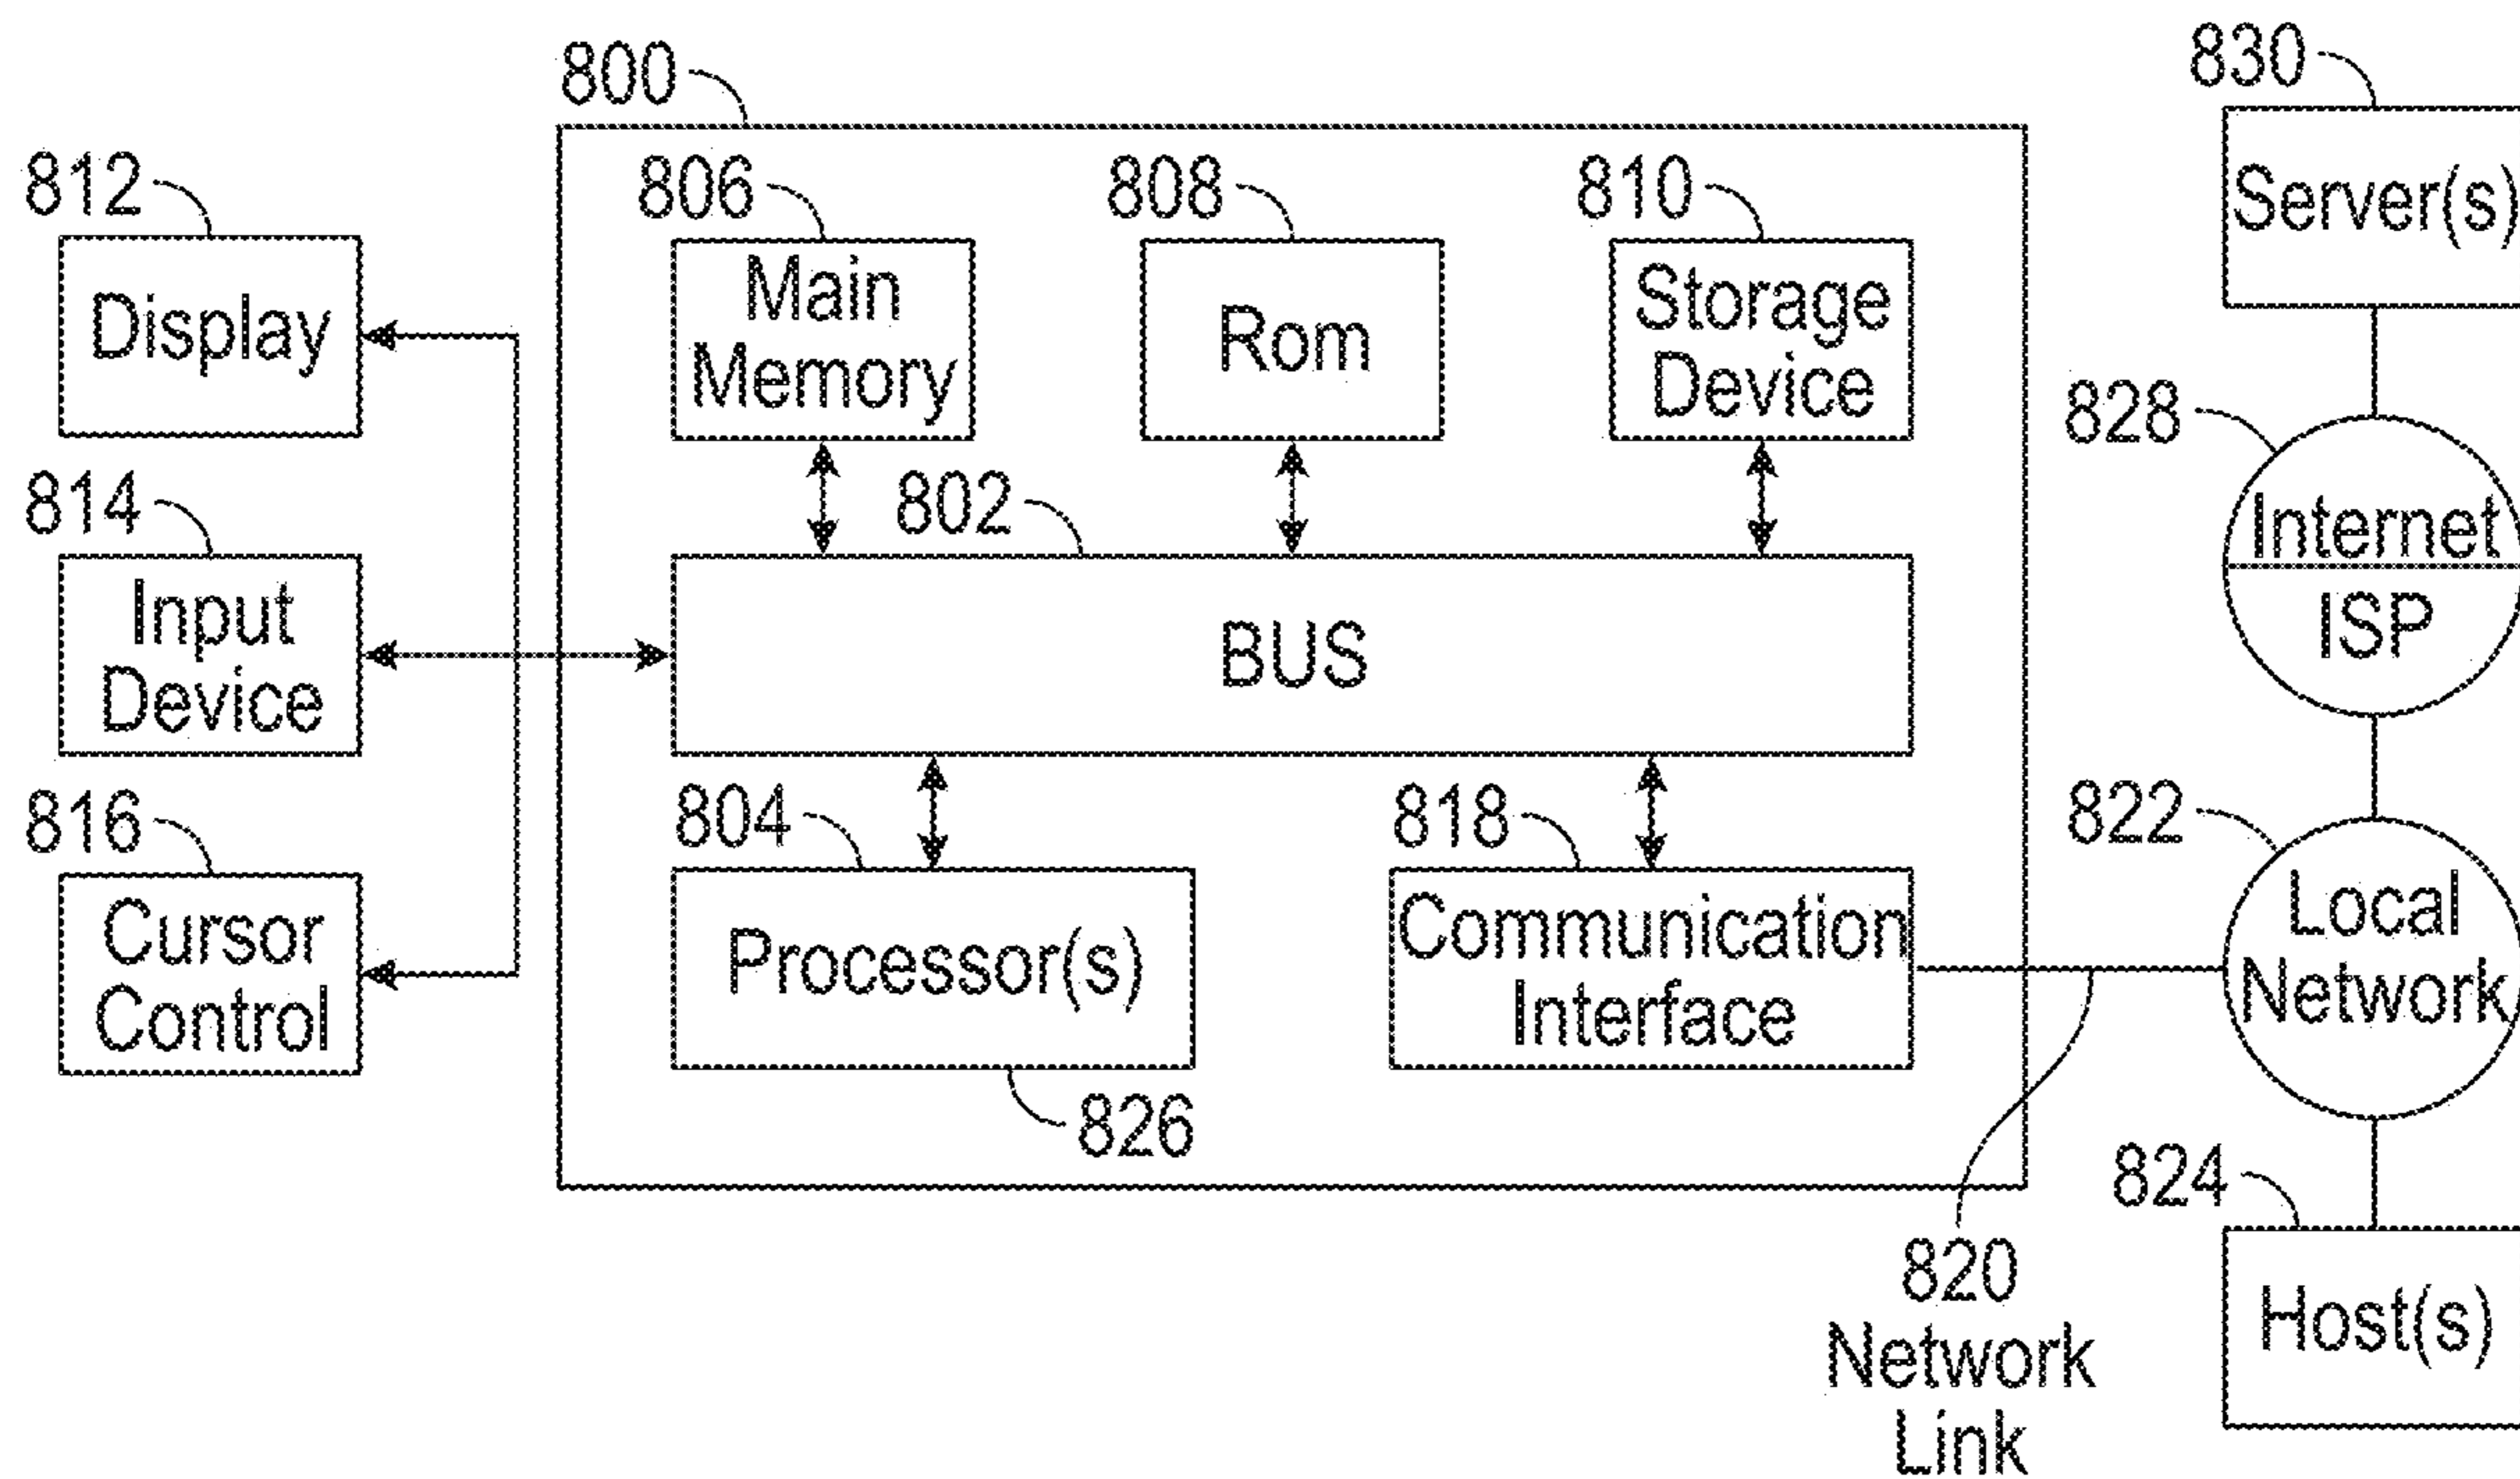 800
830
812
806
808
810
Display
Main
Memory
Rom
Storage
Device
Server(s)
828
814
802
Input
Device
BUS
Internet
ISP
816
804
818
822
Cursor
Control
Processor(s)
Communication
Interface
Local
Network
826
824
820
Network
Link
Host(s)